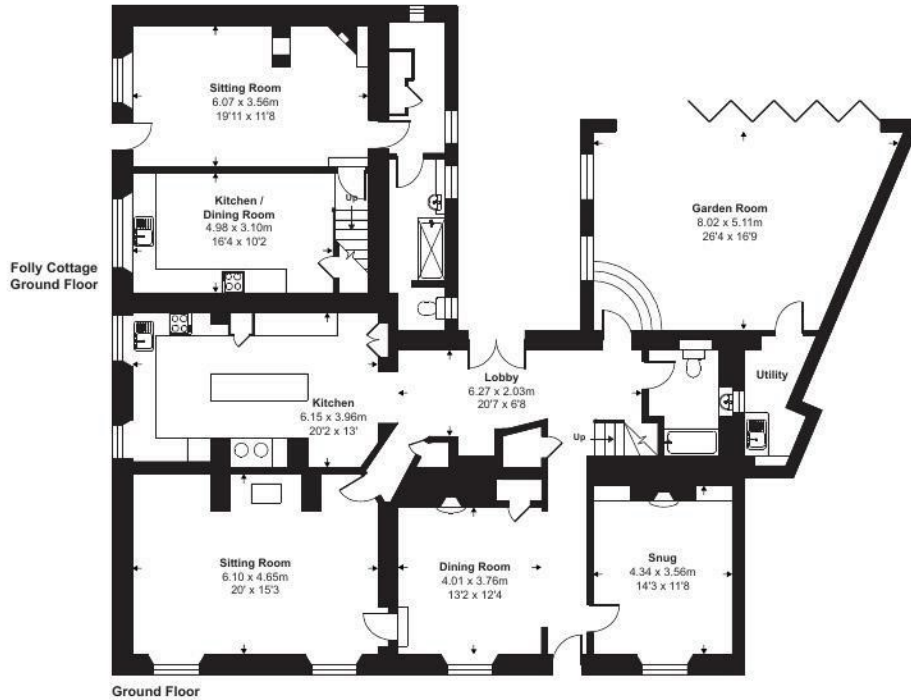 Sitting Room
6.07 x 3.56m
19'11 x 11'8
Kitchen /
Dining Room
4.98 x 3.10m
16'4 x 10'2
Up
Garden Room
8.02 x 5.11m
26'4 x 16'9
Folly Cottage
Ground Floor
Lobby
6.27 x 2.03m
20'7 x 6'8
Utility
Kitchen
6.15 x 3.96m
20'2 x 13'
Up
Sitting Room
6.10 x 4.65m
20' x 15'3
Dining Room
4.01 x 3.76m
13'2 x 12'4
Snug
4.34 x 3.56m
14'3 x 11'8
Ground Floor